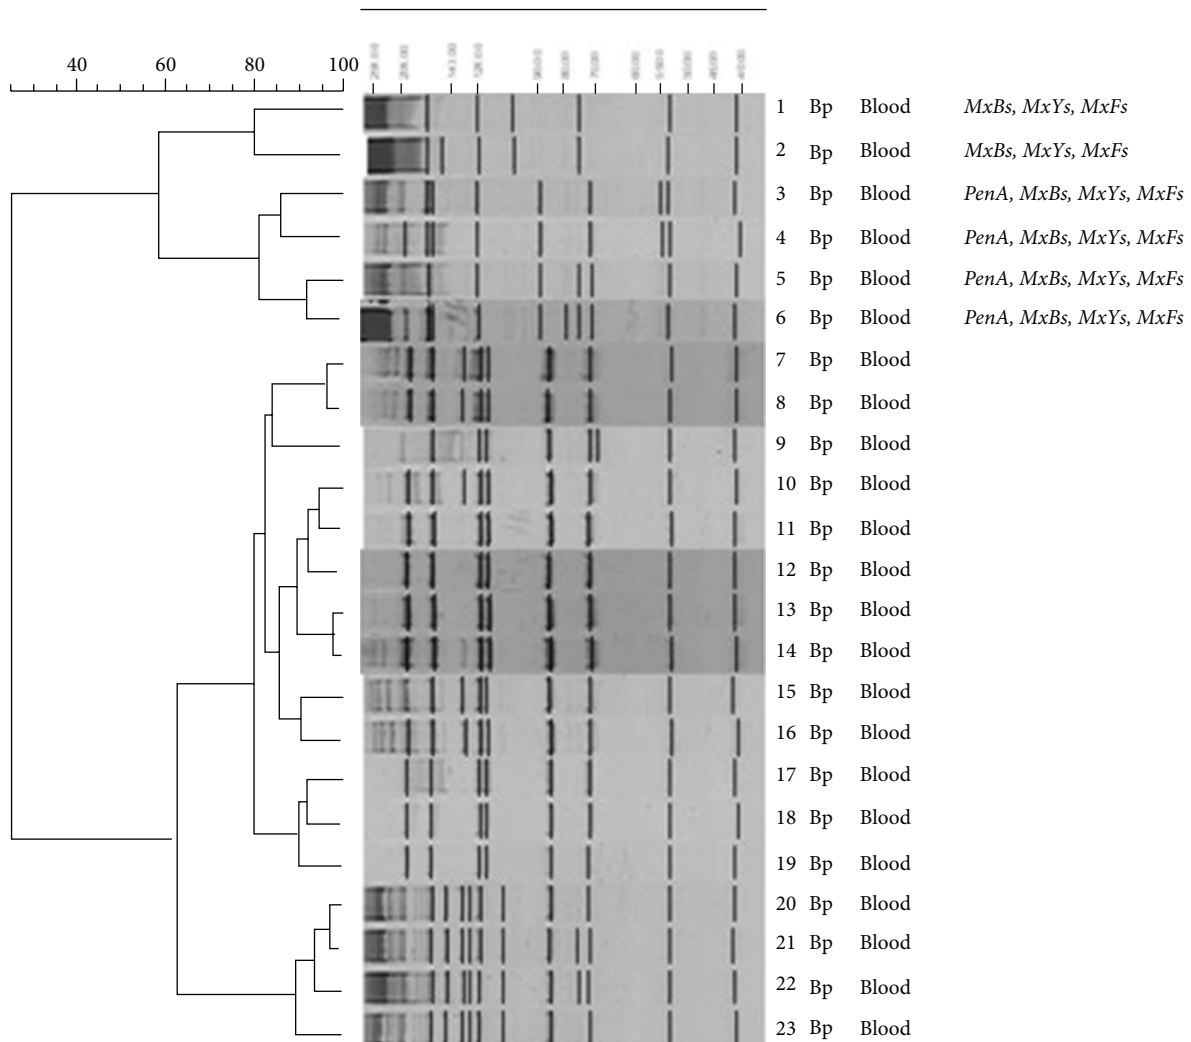 40 60 80 100
1 Bp Blood MxBs, MxYs, MxFs
2 Bp Blood MxBs, MxYs, MxFs
3 Bp Blood PenA, MxBs, MxYs, MxFs
4 Bp Blood PenA, MxBs, MxYs, MxFs
5 Bp Blood PenA, MxBs, MxYs, MxFs
6 Bp Blood PenA, MxBs, MxYs, MxFs
7 Bp Blood
8 Bp Blood
9 Bp Blood
10 Bp Blood
11 Bp Blood
12 Bp Blood
13 Bp Blood
14 Bp Blood
15 Bp Blood
16 Bp Blood
17 Bp Blood
18 Bp Blood
19 Bp Blood
20 Bp Blood
21 Bp Blood
22 Bp Blood
23 Bp Blood